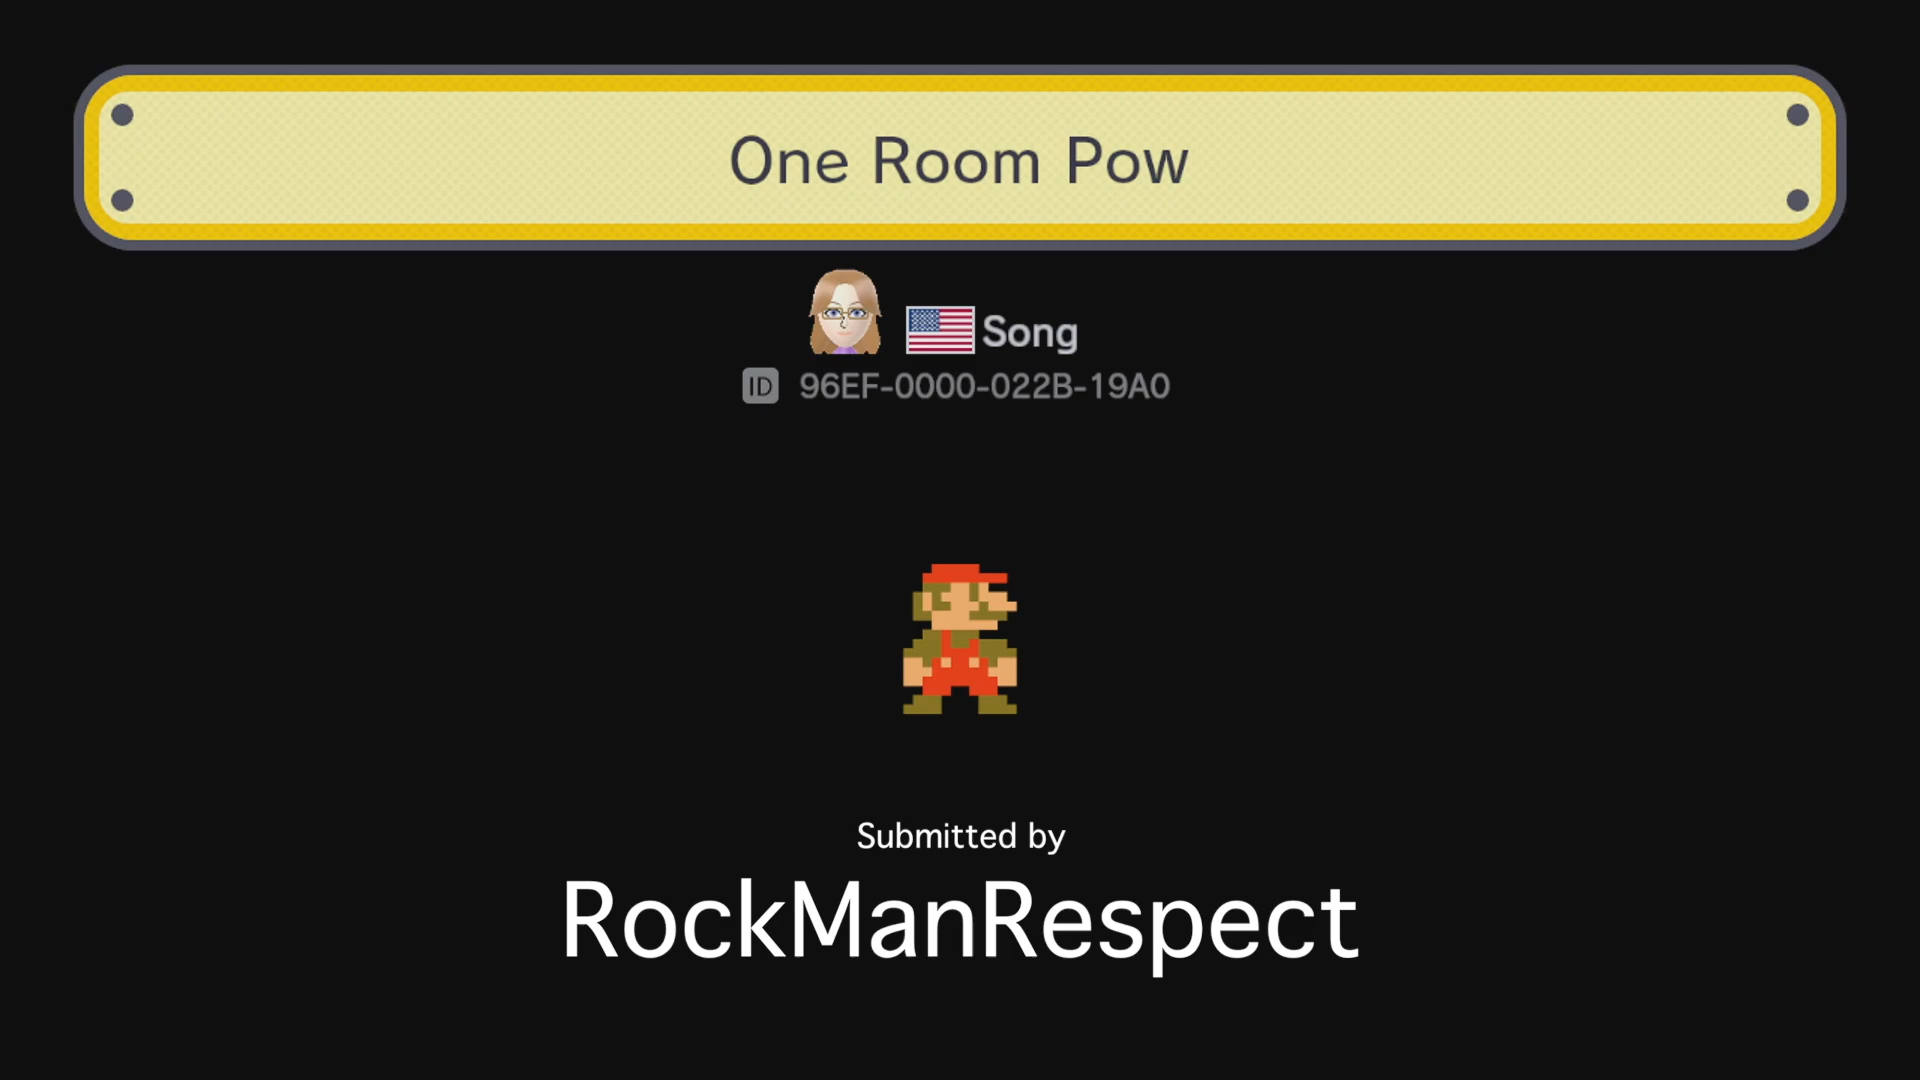 One Room Pow
Song
ID 96EF-0000-022B-19A0
Submitted by
RockManRespect